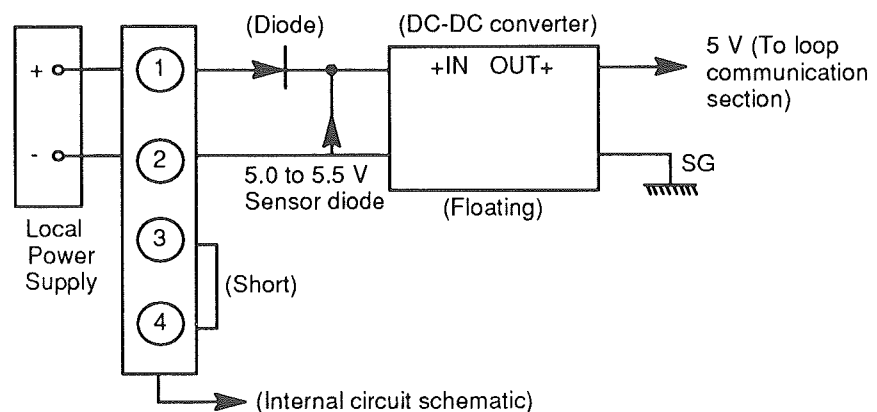 (Diode)
(DC-DC converter)
+
1
+IN OUT+
5 V (To loop
communication
section)
-
2
5.0 to 5.5 V
Sensor diode
(Floating)
SG
Local
Power
Supply
3
(Short)
4
(Internal circuit schematic)